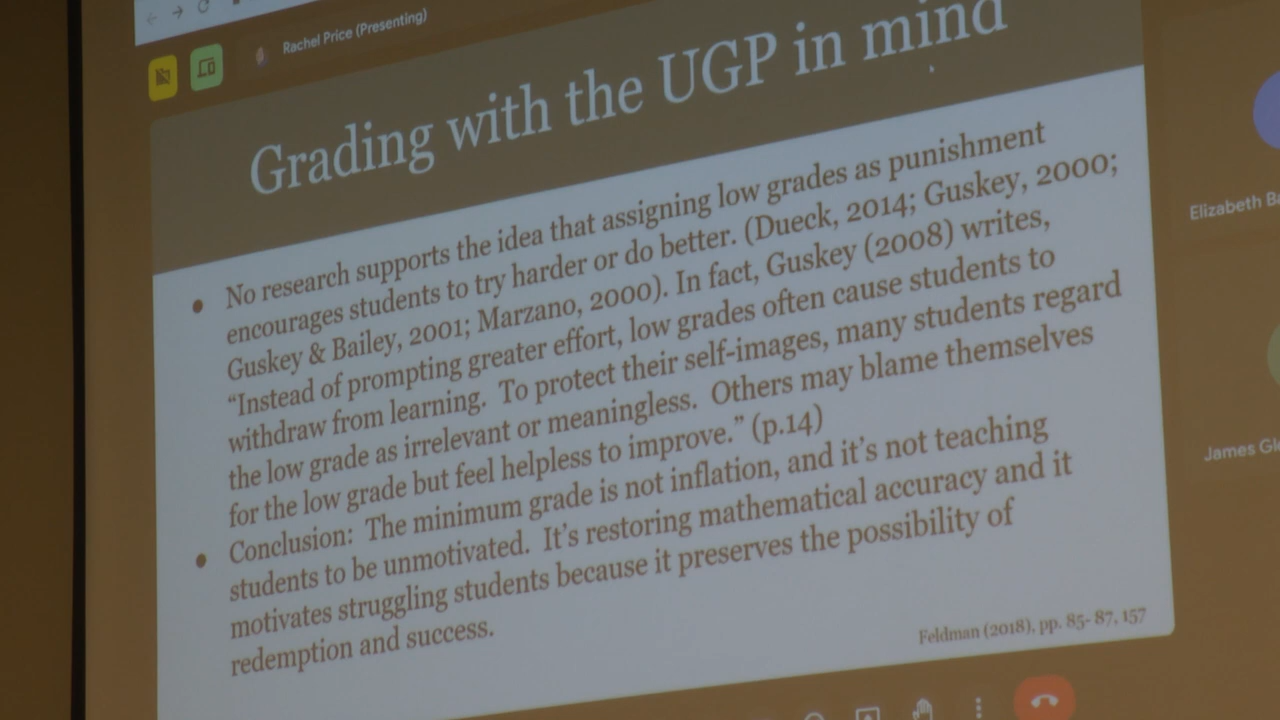 Rachel Price (Presenting)
Grading with the UGP in mind
• No research supports the idea that assigning low grades as punishment
encourages students to try harder or do better. (Dueck, 2014; Guskey, 2000;
Guskey & Bailey, 2001; Marzano, 2000). In fact, Guskey (2008) writes,
“Instead of prompting greater effort, low grades often cause students to
withdraw from learning. To protect their self-images, many students regard
the low grade as irrelevant or meaningless. Others may blame themselves
for the low grade but feel helpless to improve.” (p.14)
• Conclusion: The minimum grade is not inflation, and it’s not teaching
students to be unmotivated. It’s restoring mathematical accuracy and it
motivates struggling students because it preserves the possibility of
redemption and success.
Feldman (2018), pp. 85- 87, 157
Elizabeth
James